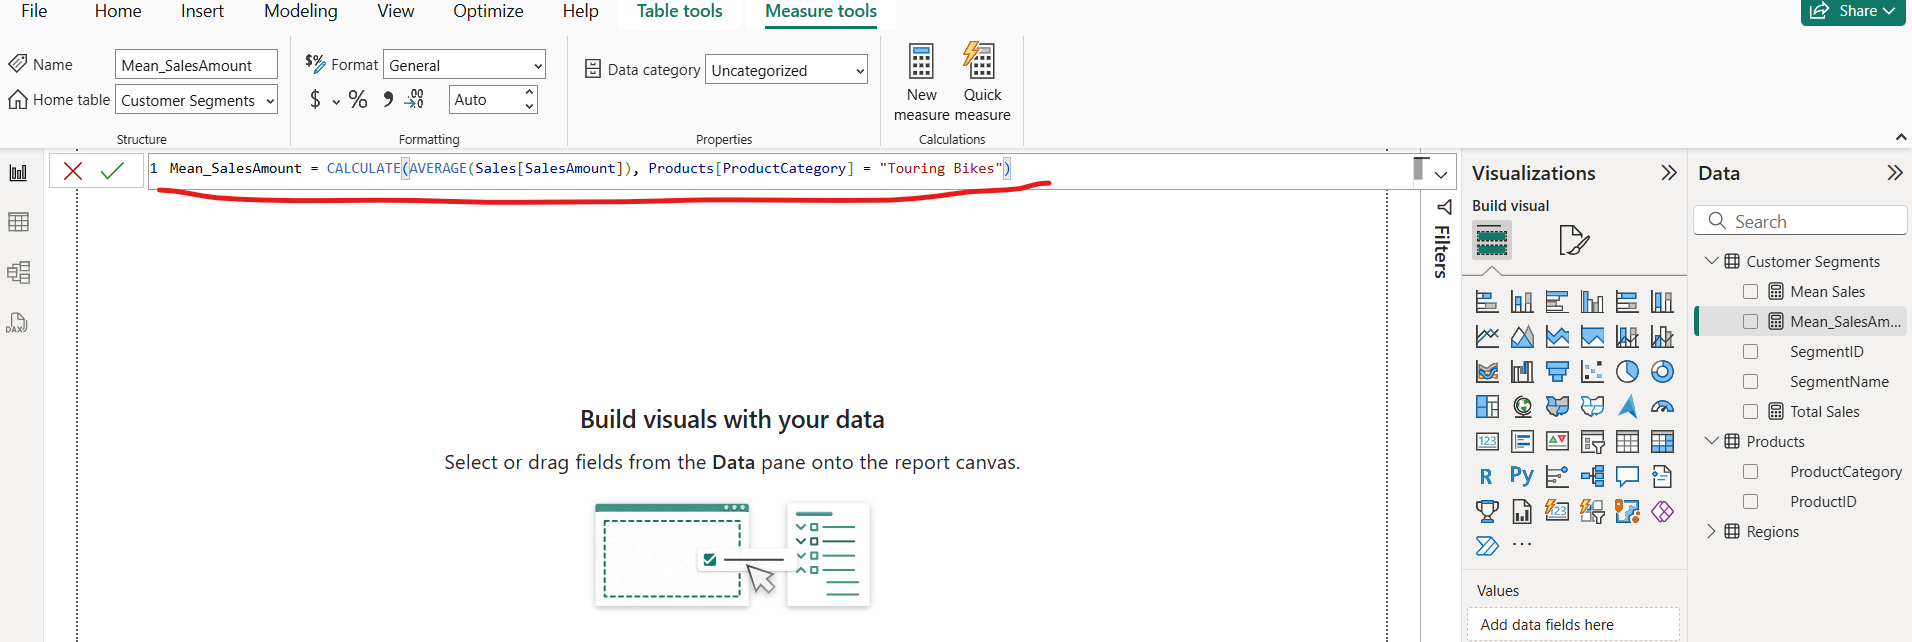 File Home Insert Modeling View Optimize Help Table tools Measure tools Share
Name Mean_SalesAmount $% Format General Data category Uncategorized New measure Quick measure
Home table Customer Segments $ % , .00 →.0 Auto
Structure Formatting Properties Calculations
1 Mean_SalesAmount = CALCULATE(AVERAGE(Sales[SalesAmount]), Products[ProductCategory] = "Touring Bikes")
DAX
Build visuals with your data
Select or drag fields from the Data pane onto the report canvas.
Filters
Visualizations
Build visual
123
R Py
123
...
Values
Add data fields here
Data
Search
Customer Segments
Mean Sales
Mean_SalesAm...
SegmentID
SegmentName
Total Sales
Products
ProductCategory
ProductID
Regions